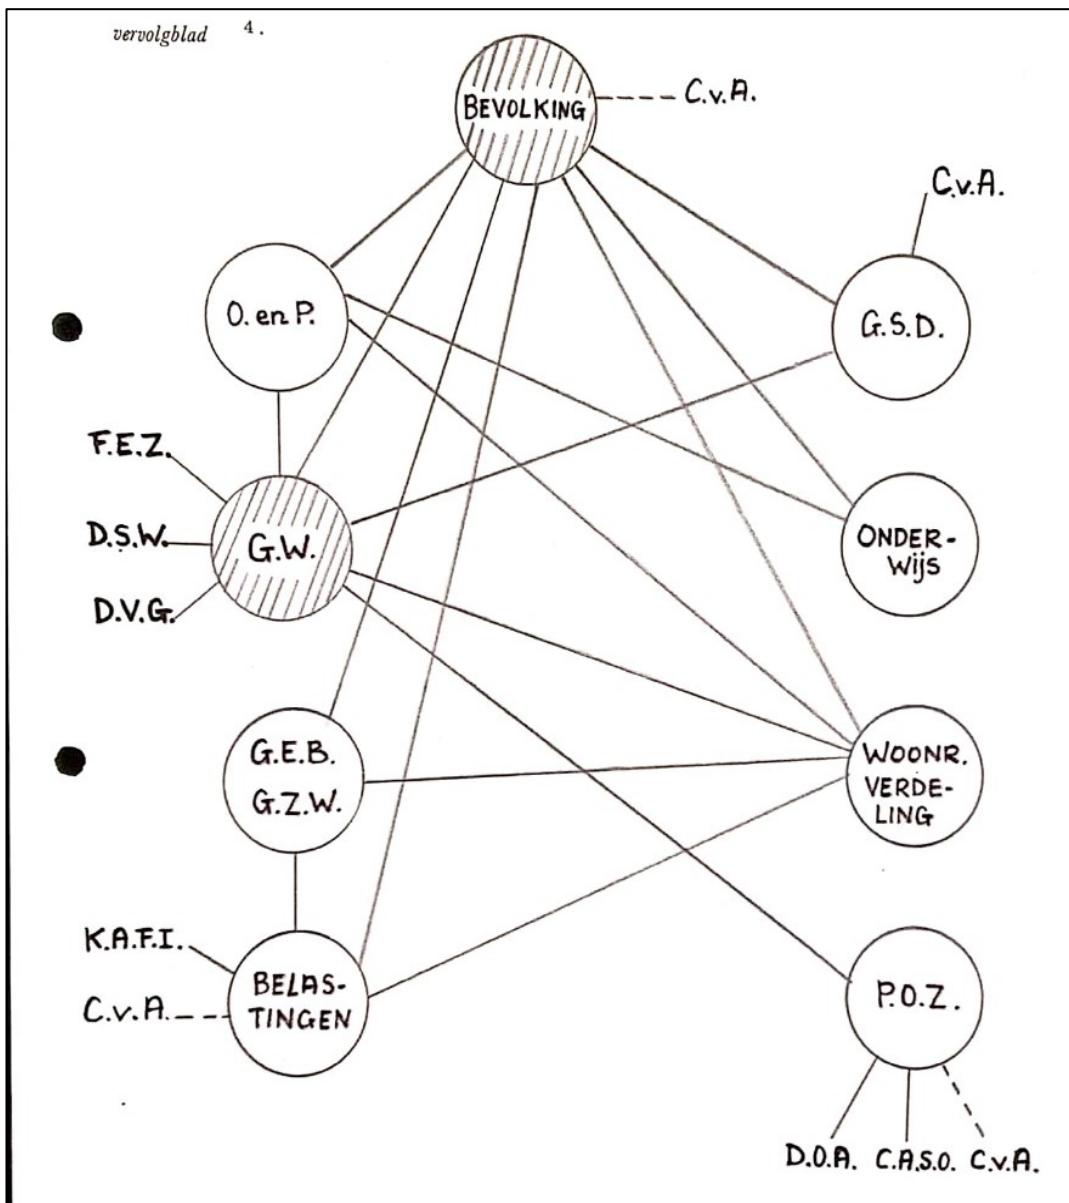 vervolgblad 4.
BEVOLKING
C.v.A.
C.v.A.
O. en P.
G.S.D.
F.E.Z.
D.S.W.
D.V.G.
G.W.
ONDER-
WIJS
G.E.B.
G.Z.W.
WOONR.
VERDE-
LING
K.A.F.I.
C.v.A.
BELAS-
TINGEN
P.O.Z.
D.O.A. C.A.S.O. C.v.A.